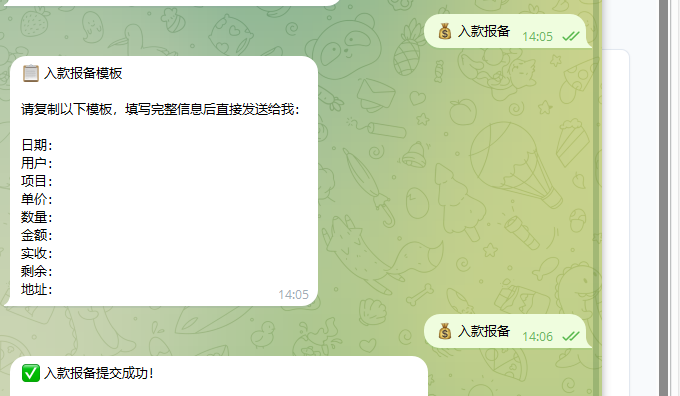 💰 入款报备 14:05
📋 入款报备模板
请复制以下模板，填写完整信息后直接发送给我：
日期：
用户：
项目：
单价：
数量：
金额：
实收：
剩余：
地址：
14:05
💰 入款报备 14:06
✅ 入款报备提交成功！